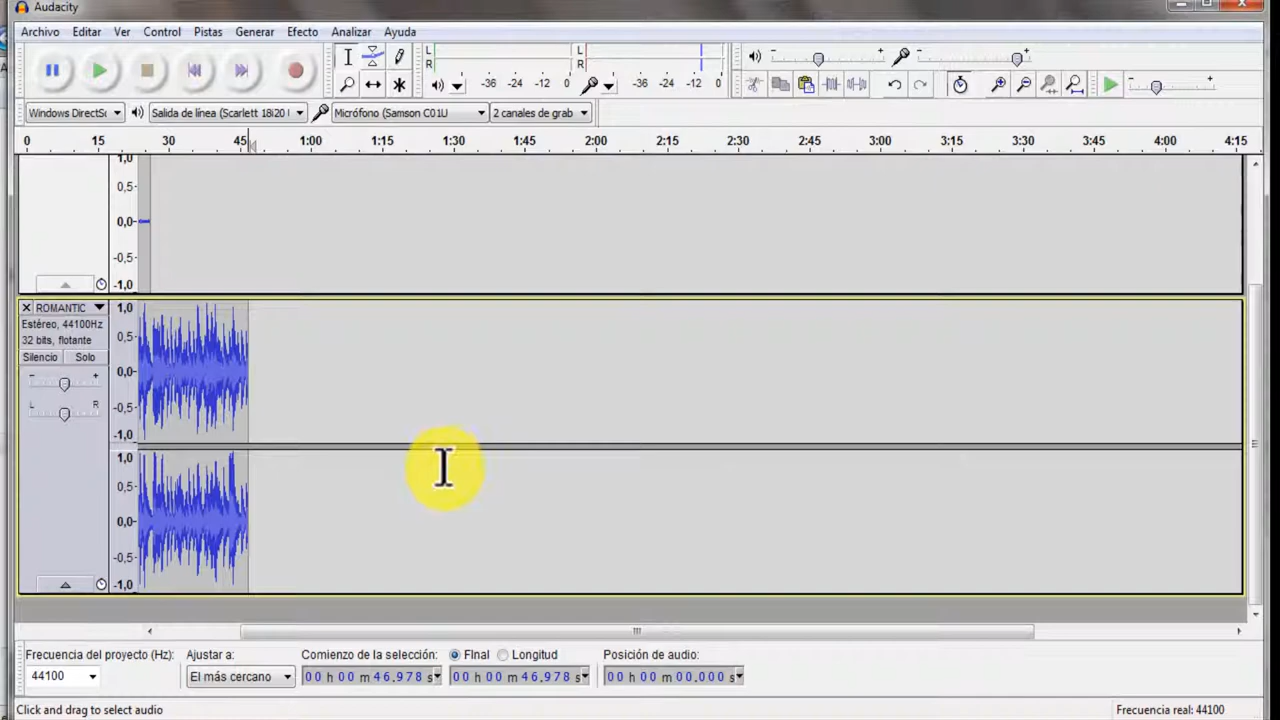 Audacity
Archivo Editar Ver Control Pistas Generar Efecto Analizar Ayuda
L
R
-36 -24 -12 0
L
R
-36 -24 -12 0
Windows DirectSc
Salida de línea (Scarlett 18i20
Micrófono (Samson C01U
2 canales de grab
0 15 30 45 1:00 1:15 1:30 1:45 2:00 2:15 2:30 2:45 3:00 3:15 3:30 3:45 4:00 4:15
1,0
0,5-
0,0-
-0,5-
-1,0
ROMANTIC
Estéreo, 44100Hz
32 bits, flotante
Silencio Solo
- +
L R
1,0
0,5-
0,0-
-0,5-
-1,0
1,0
0,5-
0,0-
-0,5-
-1,0
Frecuencia del proyecto (Hz):
44100
Ajustar a:
El más cercano
Comienzo de la selección:
00 h 00 m 46.978 s
Final Longitud
00 h 00 m 46.978 s
Posición de audio:
00 h 00 m 00.000 s
Click and drag to select audio
Frecuencia real: 44100